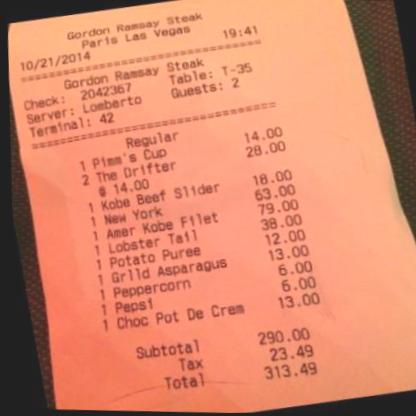 Gordon Ramsay Steak
Paris Las Vegas
10/21/2014 19:41
Gordon Ramsay Steak
Check: 2042367 Table: T-35
Server: Lomberto Guests: 2
Terminal: 42
Regular
1 Pimm's Cup 14.00
2 The Drifter 28.00
@ 14.00
1 Kobe Beef Slider 18.00
1 New York 63.00
1 Amer Kobe Filet 79.00
1 Lobster Tail 38.00
1 Potato Puree 12.00
1 Grlld Asparagus 13.00
1 Peppercorn 6.00
1 Pepsi 6.00
1 Choc Pot De Crem 13.00
Subtotal 290.00
Tax 23.49
Total 313.49